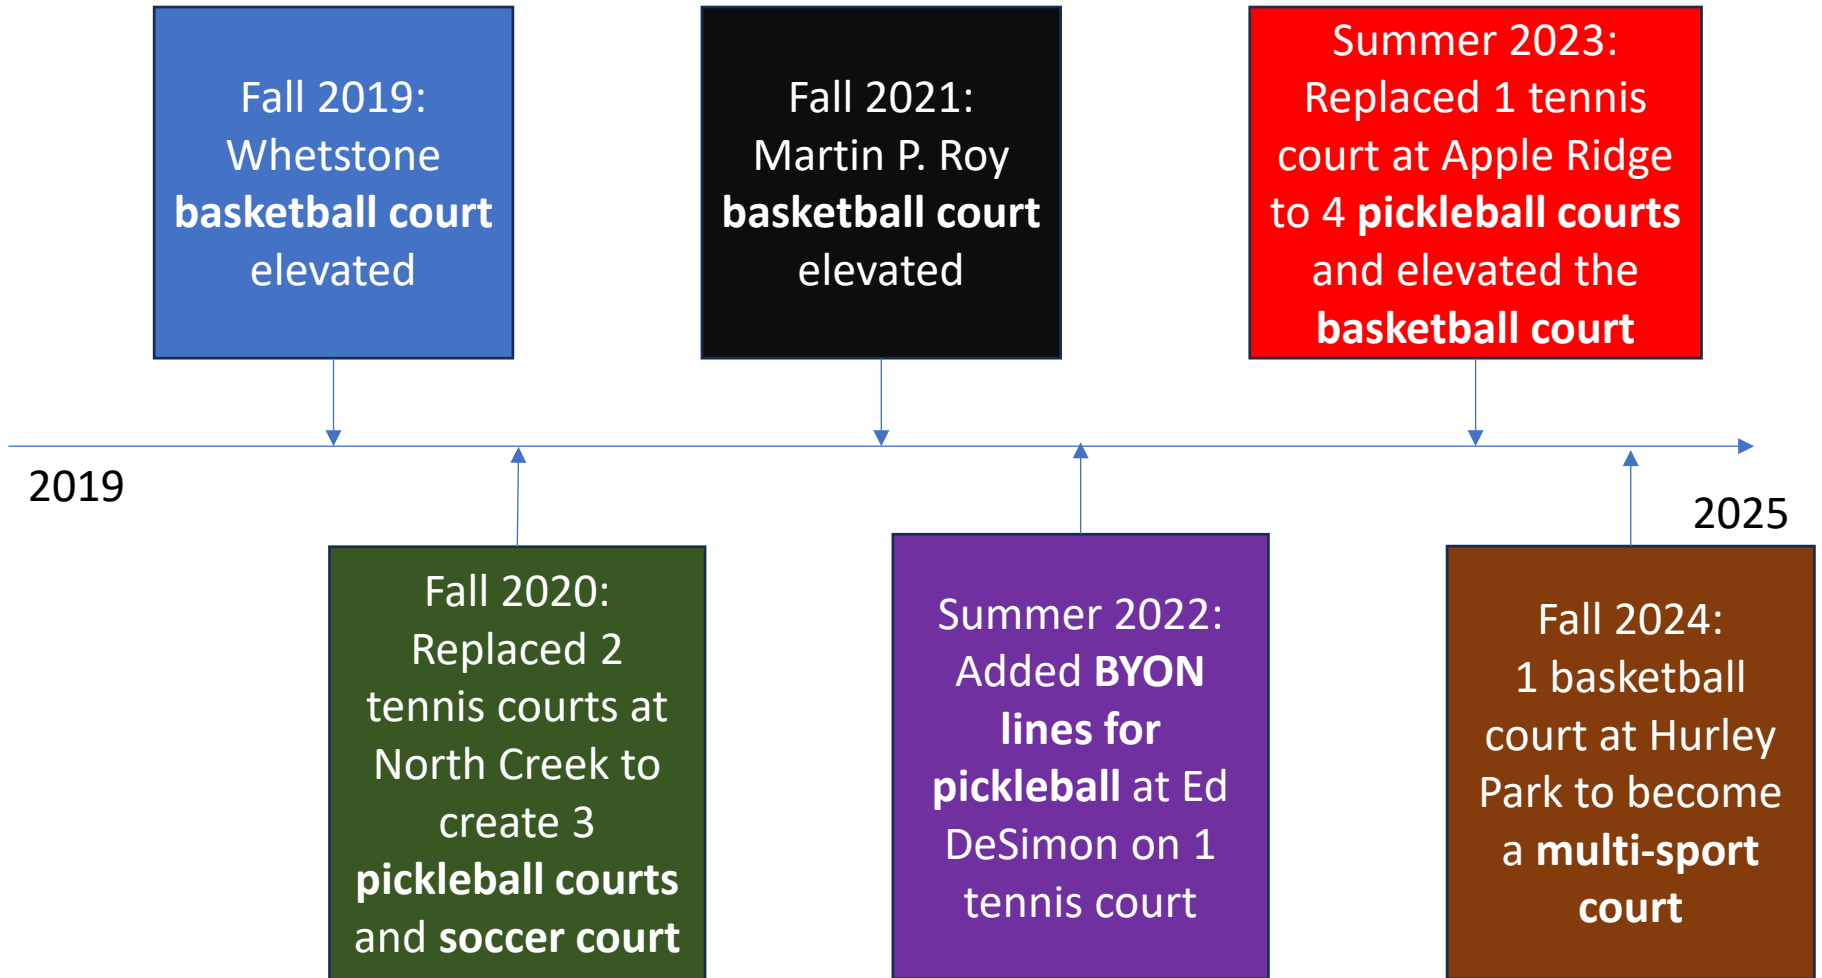 Fall 2019:
Whetstone
basketball court
elevated
Fall 2021:
Martin P. Roy
basketball court
elevated
Summer 2023:
Replaced 1 tennis
court at Apple Ridge
to 4 pickleball courts
and elevated the
basketball court
2019
2025
Fall 2020:
Replaced 2
tennis courts at
North Creek to
create 3
pickleball courts
and soccer court
Summer 2022:
Added BYON
lines for
pickleball at Ed
DeSimon on 1
tennis court
Fall 2024:
1 basketball
court at Hurley
Park to become
a multi-sport
court